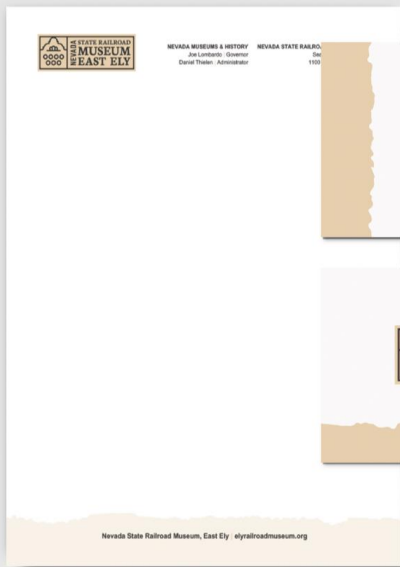 NEVADA
STATE RAILROAD
MUSEUM
EAST ELY
NEVADA MUSEUMS & HISTORY
Joe Lombardo | Governor
Daniel Thielen | Administrator
NEVADA STATE
1100
Nevada State Railroad Museum, East Ely | elyrailroadmuseum.org